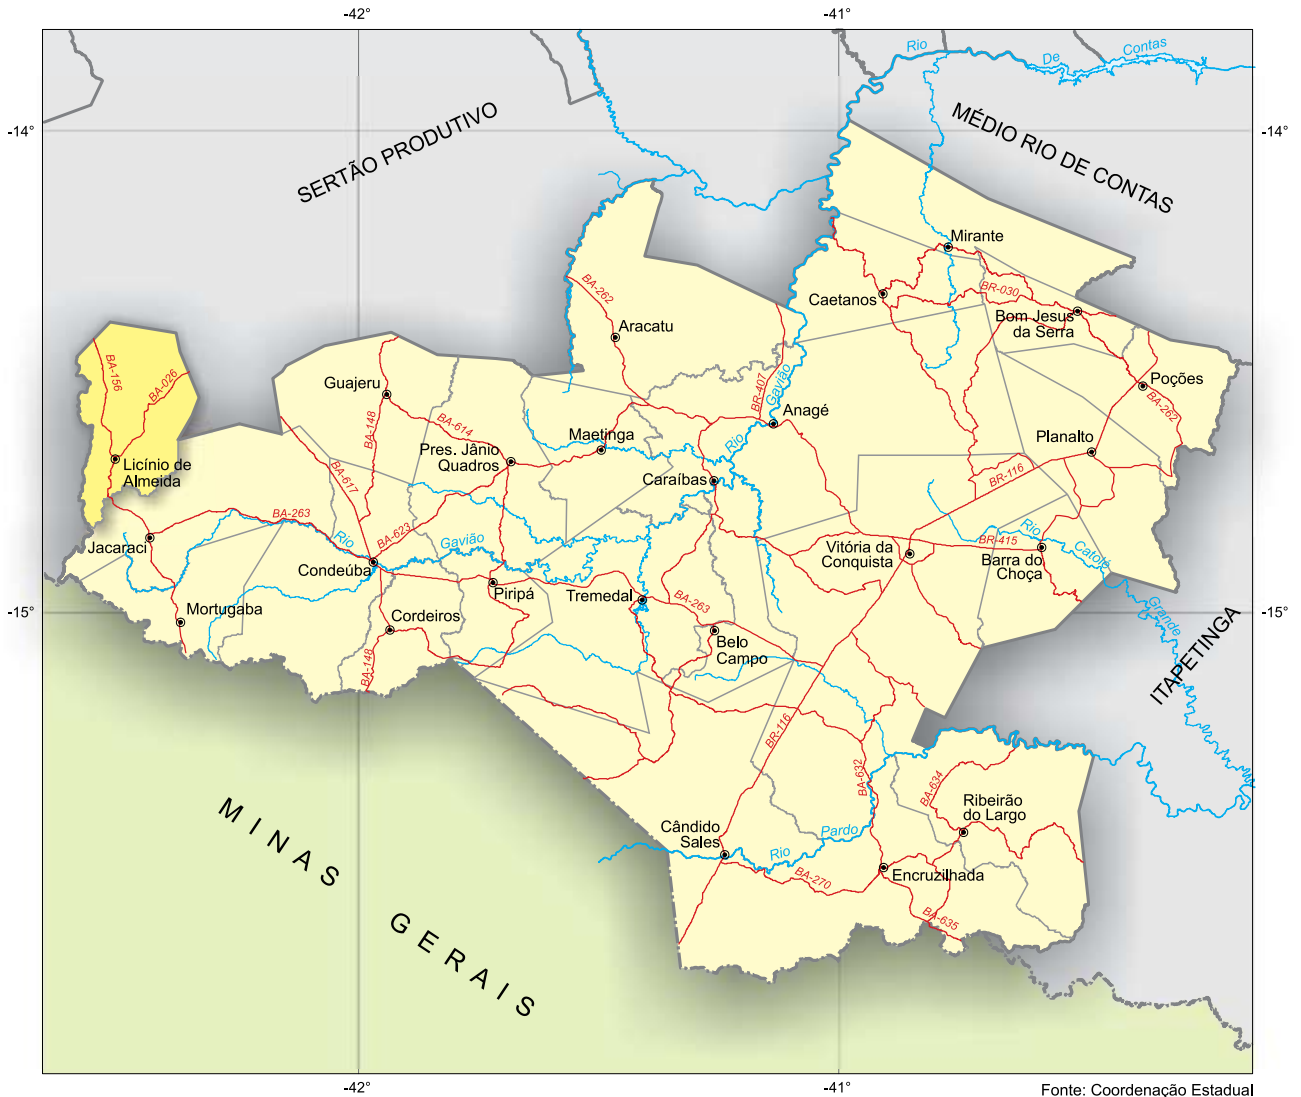 -42°
-41°
Rio
De
Contas
-14°
-14°
SERTÃO PRODUTIVO
MÉDIO RIO DE CONTAS
Mirante
BA-262
BR-030
Caetanos
Bom Jesus
da Serra
Aracatu
BA-156
BA-026
Guajeru
BR-407
Gavião
Poções
BA-262
BA-148
BA-614
Anagé
Maetinga
Rio
Planalto
Pres. Jânio
Quadros
Licínio de
Almeida
BA-617
Caraíbas
BR-116
BA-263
Rio
BA-623
Gavião
Rio
Catolé
Jacaraci
BR-415
Vitória da
Conquista
Barra do
Choça
Condeúba
Piripá
Tremedal
BA-263
Mortugaba
Cordeiros
Grande
-15°
-15°
Belo
Campo
BA-148
ITAPETINGA
BR-116
BA-632
BA-634
Ribeirão
do Largo
Cândido
Sales
Pardo
Rio
BA-270
Encruzilhada
BA-635
MINAS GERAIS
-42°
-41°
Fonte: Coordenação Estadual